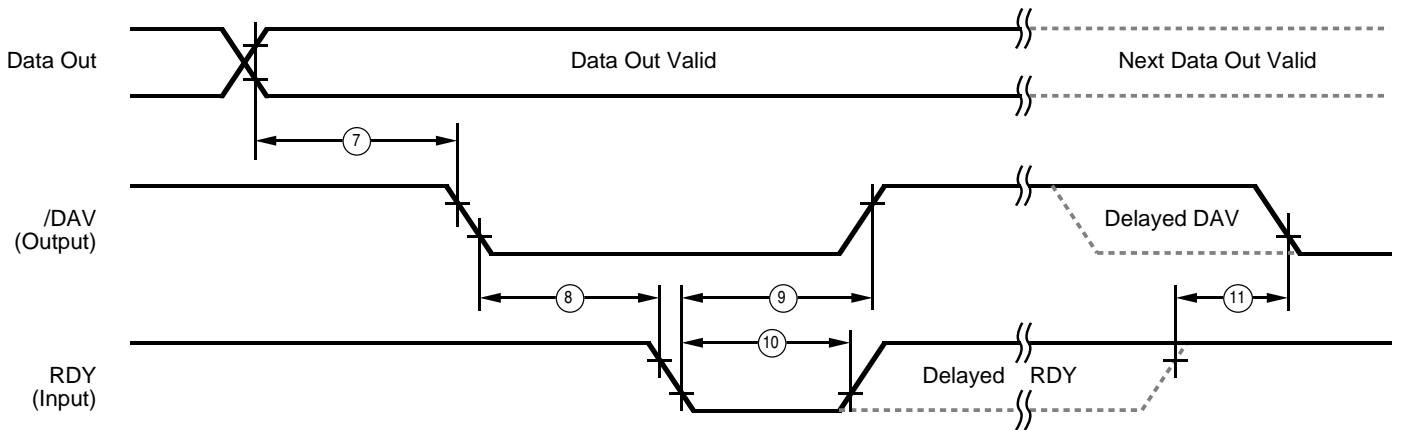 Data Out
Data Out Valid
Next Data Out Valid
7
/DAV
(Output)
Delayed DAV
8
9
11
10
RDY
(Input)
Delayed RDY